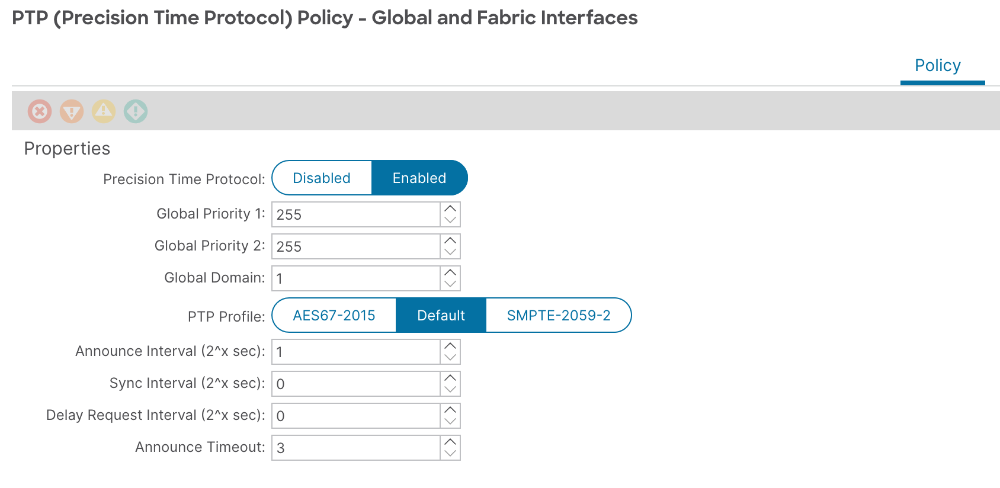 PTP (Precision Time Protocol) Policy - Global and Fabric Interfaces
Policy
Properties
Precision Time Protocol: Disabled Enabled
Global Priority 1: 255
Global Priority 2: 255
Global Domain: 1
PTP Profile: AES67-2015 Default SMPTE-2059-2
Announce Interval (2^x sec): 1
Sync Interval (2^x sec): 0
Delay Request Interval (2^x sec): 0
Announce Timeout: 3